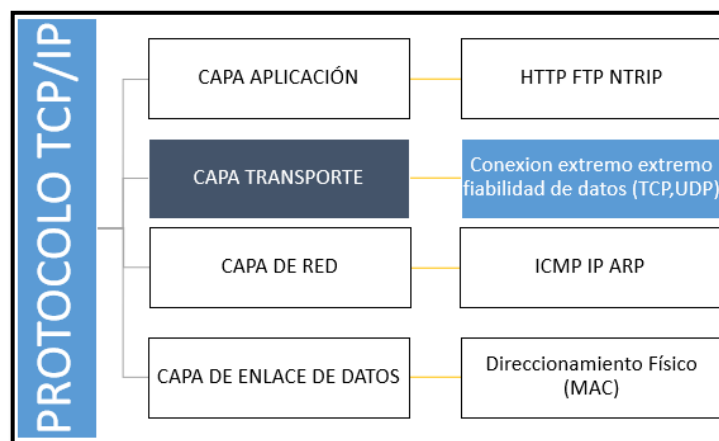 PROTOCOLO TCP/IP
CAPA APLICACIÓN
HTTP FTP NTRIP
CAPA TRANSPORTE
Conexion extremo extremo
fiabilidad de datos (TCP,UDP)
CAPA DE RED
ICMP IP ARP
CAPA DE ENLACE DE DATOS
Direccionamiento Físico
(MAC)